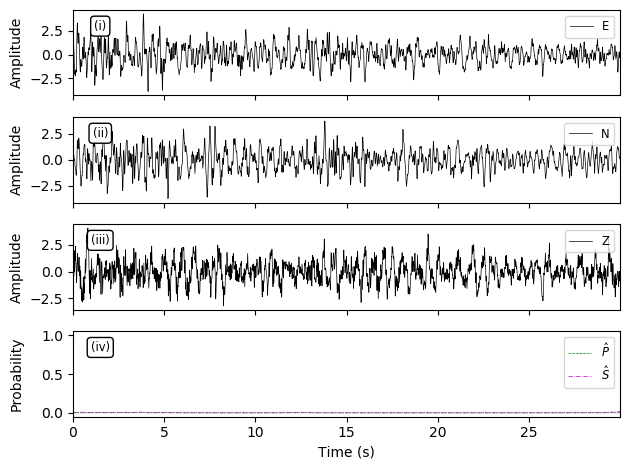 Amplitude
2.5
0.0
−2.5
(i)
E
Amplitude
2.5
0.0
−2.5
(ii)
N
Amplitude
2.5
0.0
−2.5
(iii)
Z
Probability
1.0
0.5
0.0
(iv)
P̂
Ŝ
0 5 10 15 20 25
Time (s)